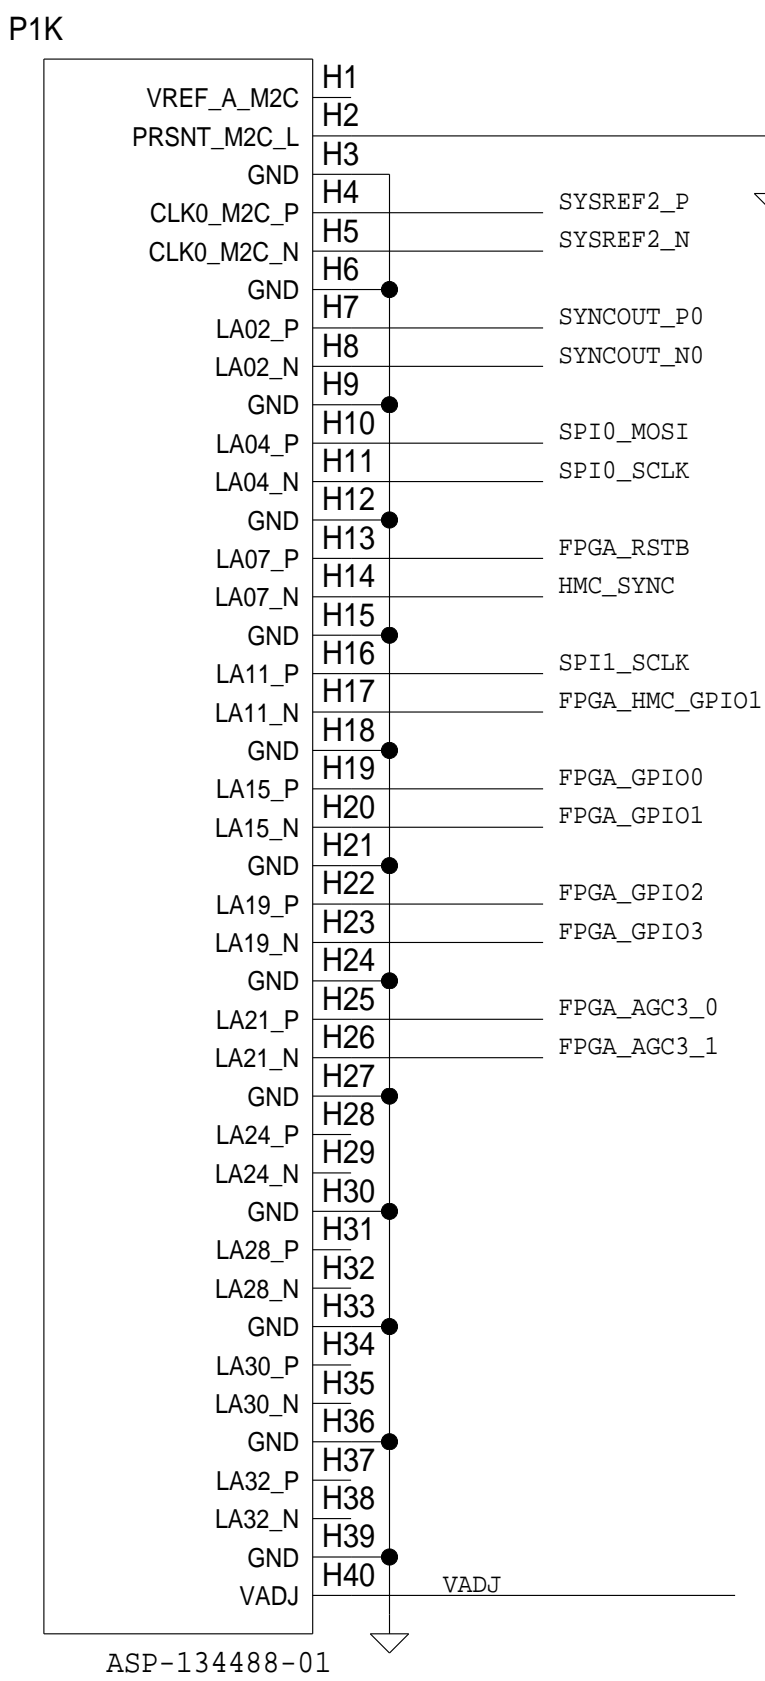 P1K
H1
VREF_A_M2C
H2
PRSNT_M2C_L
H3
GND
H4
CLK0_M2C_P SYSREF2_P
H5
CLK0_M2C_N SYSREF2_N
H6
GND
H7
LA02_P SYNCOUT_P0
H8
LA02_N SYNCOUT_N0
H9
GND
H10
LA04_P SPI0_MOSI
H11
LA04_N SPI0_SCLK
H12
GND
H13
LA07_P FPGA_RSTB
H14
LA07_N HMC_SYNC
H15
GND
H16
LA11_P SPI1_SCLK
H17
LA11_N FPGA_HMC_GPIO1
H18
GND
H19
LA15_P FPGA_GPIO0
H20
LA15_N FPGA_GPIO1
H21
GND
H22
LA19_P FPGA_GPIO2
H23
LA19_N FPGA_GPIO3
H24
GND
H25
LA21_P FPGA_AGC3_0
H26
LA21_N FPGA_AGC3_1
H27
GND
H28
LA24_P
H29
LA24_N
H30
GND
H31
LA28_P
H32
LA28_N
H33
GND
H34
LA30_P
H35
LA30_N
H36
GND
H37
LA32_P
H38
LA32_N
H39
GND
H40
VADJ VADJ
ASP-134488-01